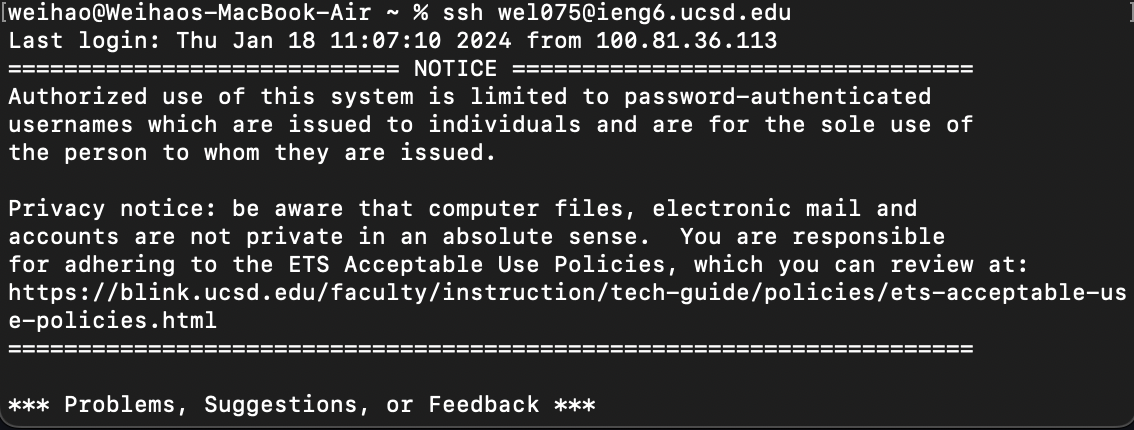 [weihao@Weihaos-MacBook-Air ~ % ssh wel075@ieng6.ucsd.edu ]
Last login: Thu Jan 18 11:07:10 2024 from 100.81.36.113
============================ NOTICE =================================
Authorized use of this system is limited to password-authenticated
usernames which are issued to individuals and are for the sole use of
the person to whom they are issued.
Privacy notice: be aware that computer files, electronic mail and
accounts are not private in an absolute sense.  You are responsible
for adhering to the ETS Acceptable Use Policies, which you can review at:
https://blink.ucsd.edu/faculty/instruction/tech-guide/policies/ets-acceptable-us
e-policies.html
=====================================================================
*** Problems, Suggestions, or Feedback ***